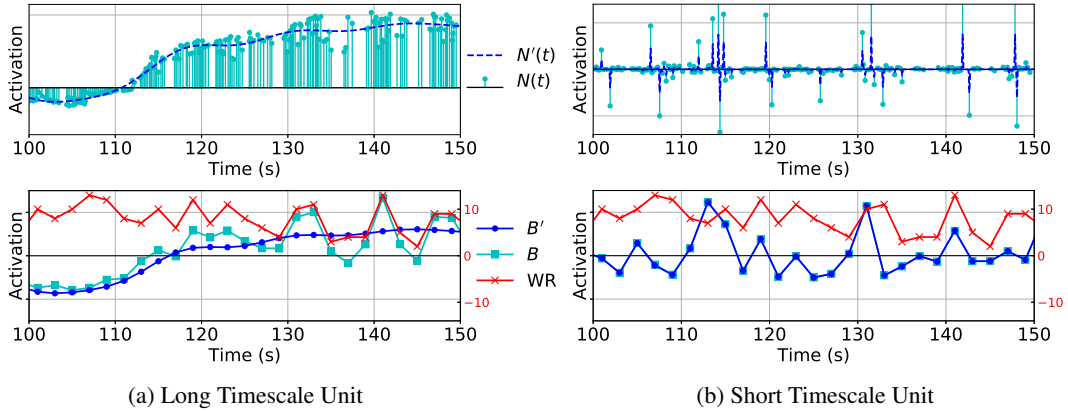 Activation
100 110 120 130 140 150
Time (s)
N′(t)
N(t)
Activation
100 110 120 130 140 150
Time (s)
Activation
10
0
−10
100 110 120 130 140 150
Time (s)
B′
B
WR
Activation
10
0
−10
100 110 120 130 140 150
Time (s)
(a) Long Timescale Unit
(b) Short Timescale Unit